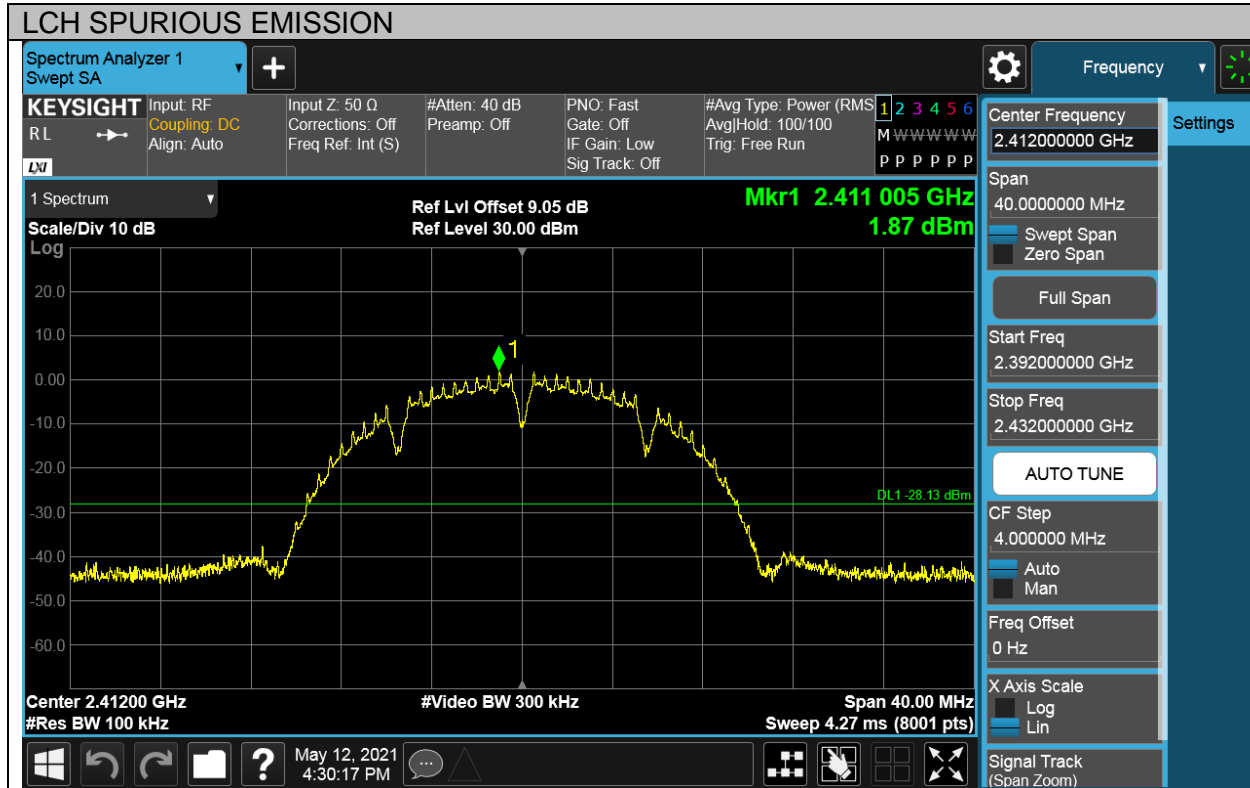 LCH SPURIOUS EMISSION
Spectrum Analyzer 1
Swept SA
Frequency
KEYSIGHT
RL
LXI
Input: RF
Coupling: DC
Align: Auto
Input Z: 50 Ω
Corrections: Off
Freq Ref: Int (S)
#Atten: 40 dB
Preamp: Off
PNO: Fast
Gate: Off
IF Gain: Low
Sig Track: Off
#Avg Type: Power (RMS
Avg|Hold: 100/100
Trig: Free Run
1 2 3 4 5 6
M W W W W W
P P P P P P
1 Spectrum
Scale/Div 10 dB
Ref Lvl Offset 9.05 dB
Ref Level 30.00 dBm
Mkr1 2.411 005 GHz
1.87 dBm
Log
20.0
10.0
0.00
-10.0
-20.0
-30.0
-40.0
-50.0
-60.0
1
DL1 -28.13 dBm
Center 2.41200 GHz
#Res BW 100 kHz
#Video BW 300 kHz
Span 40.00 MHz
Sweep 4.27 ms (8001 pts)
Center Frequency
2.412000000 GHz
Settings
Span
40.0000000 MHz
Swept Span
Zero Span
Full Span
Start Freq
2.392000000 GHz
Stop Freq
2.432000000 GHz
AUTO TUNE
CF Step
4.000000 MHz
Auto
Man
Freq Offset
0 Hz
X Axis Scale
Log
Lin
Signal Track
(Span Zoom)
?
May 12, 2021
4:30:17 PM